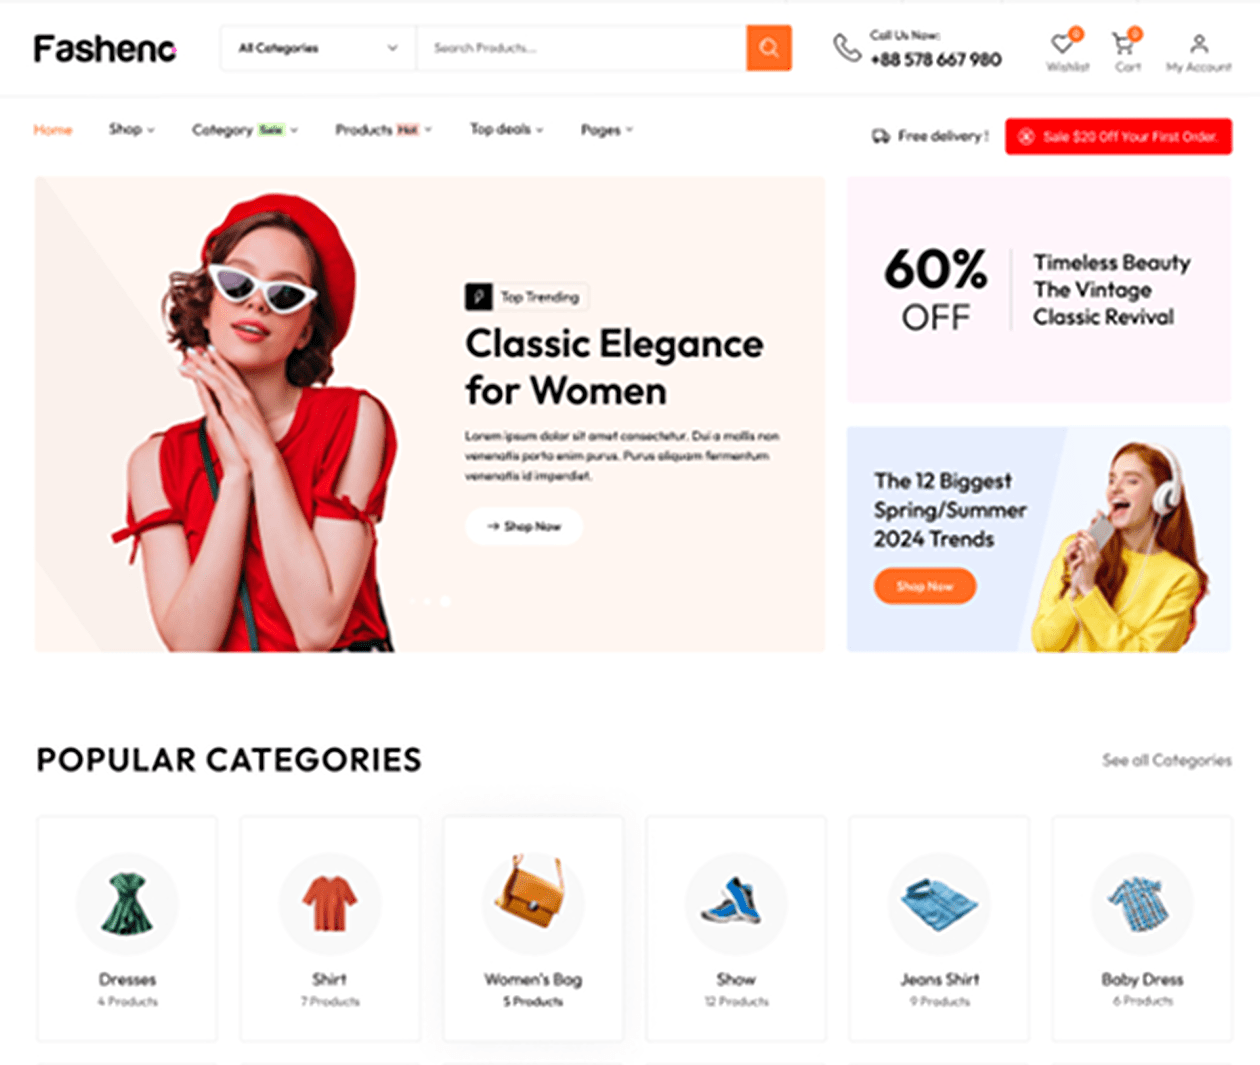 Fashenc
All Categories
Search Products...
Call Us Now:
+88 578 667 980
0
Wishlist
0
Cart
My Account
Home
Shop
Category Sale
Products Hot
Top deals
Pages
Free delivery !
Sale $20 Off Your First Order.
Top Trending
Classic Elegance
for Women
Lorem ipsum dolor sit amet consectetur. Dui a mollis non
venenatis porta enim purus. Purus aliquam fermentum
venenatis id imperdiet.
→ Shop Now
60%
OFF
Timeless Beauty
The Vintage
Classic Revival
The 12 Biggest
Spring/Summer
2024 Trends
Shop Now
POPULAR CATEGORIES
See all Categories
Dresses
4 Products
Shirt
7 Products
Women's Bag
5 Products
Show
12 Products
Jeans Shirt
9 Products
Baby Dress
6 Products